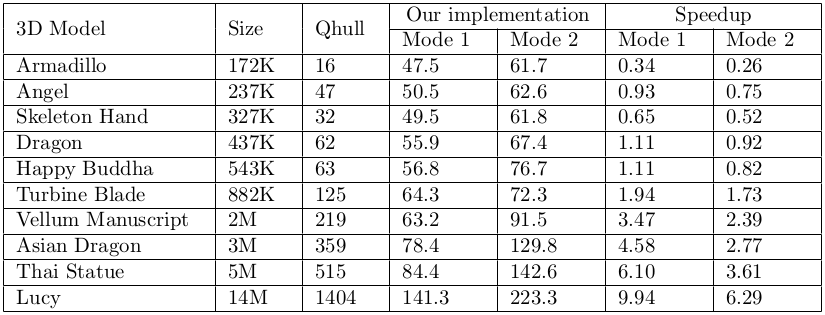 3D Model Size Qhull Our implementation Speedup
Mode 1 Mode 2 Mode 1 Mode 2
Armadillo 172K 16 47.5 61.7 0.34 0.26
Angel 237K 47 50.5 62.6 0.93 0.75
Skeleton Hand 327K 32 49.5 61.8 0.65 0.52
Dragon 437K 62 55.9 67.4 1.11 0.92
Happy Buddha 543K 63 56.8 76.7 1.11 0.82
Turbine Blade 882K 125 64.3 72.3 1.94 1.73
Vellum Manuscript 2M 219 63.2 91.5 3.47 2.39
Asian Dragon 3M 359 78.4 129.8 4.58 2.77
Thai Statue 5M 515 84.4 142.6 6.10 3.61
Lucy 14M 1404 141.3 223.3 9.94 6.29